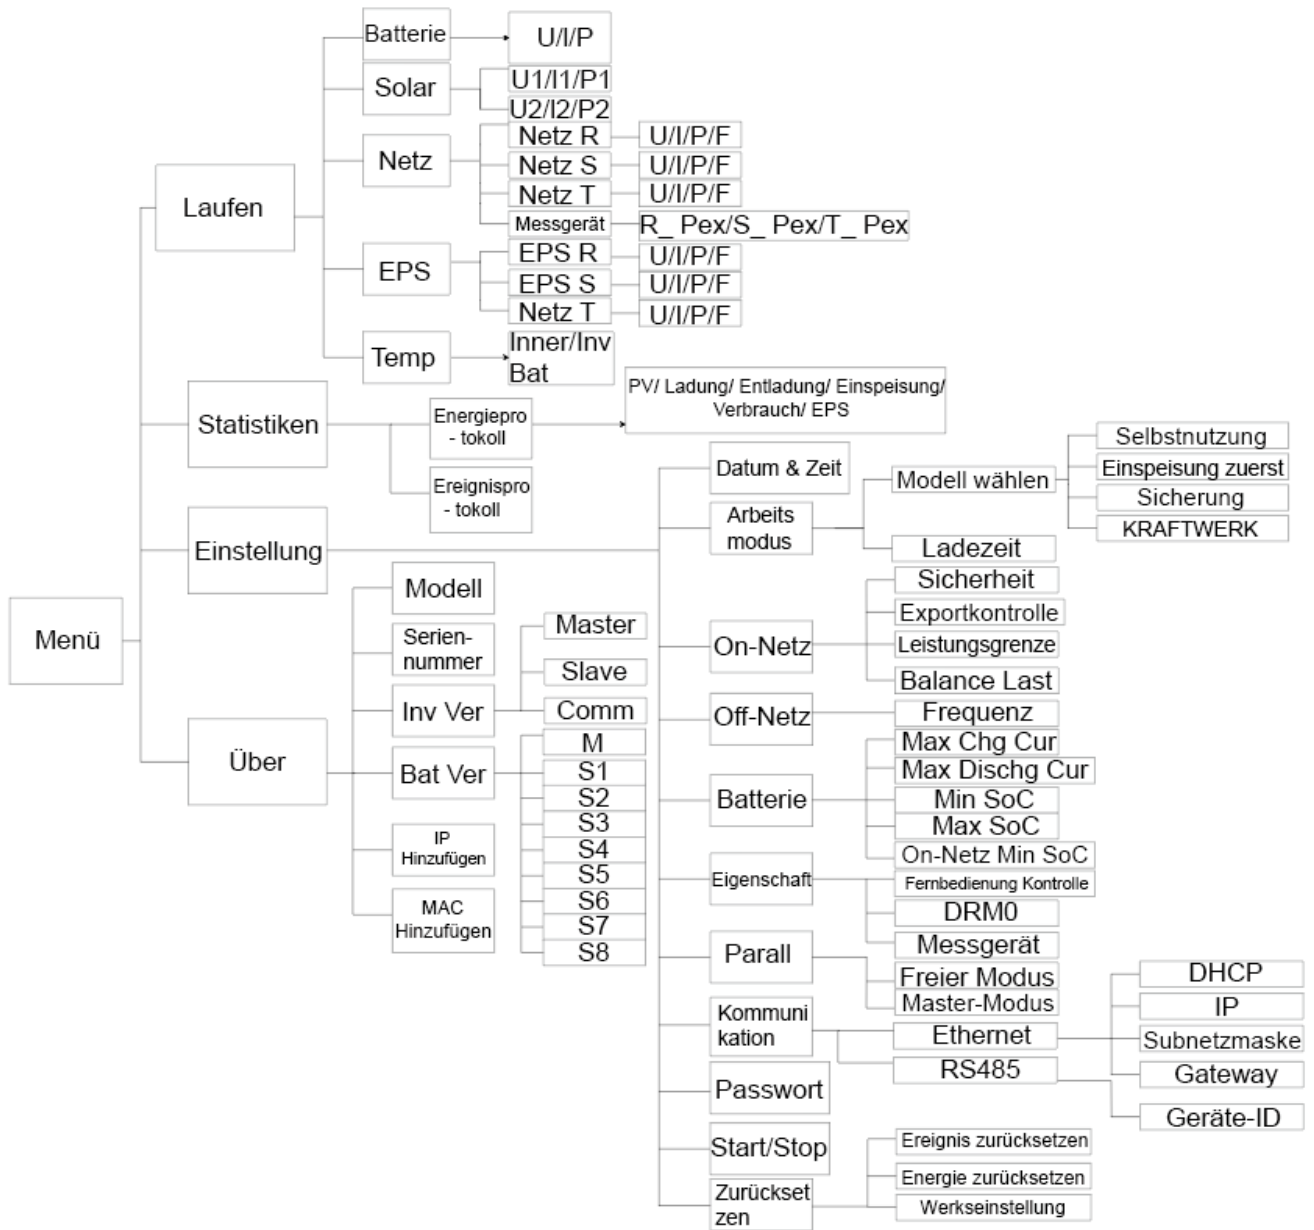 Menü
Laufen
Batterie
U/I/P
Solar
U1/I1/P1
U2/I2/P2
Netz
Netz R
U/I/P/F
Netz S
U/I/P/F
Netz T
U/I/P/F
Messgerät
R_ Pex/S_ Pex/T_ Pex
EPS
EPS R
U/I/P/F
EPS S
U/I/P/F
Netz T
U/I/P/F
Temp
Inner/Inv
Bat
Statistiken
Energiepro
- tokoll
PV/ Ladung/ Entladung/ Einspeisung/
Verbrauch/ EPS
Ereignispro
- tokoll
Einstellung
Datum & Zeit
Arbeits
modus
Modell wählen
Selbstnutzung
Einspeisung zuerst
Sicherung
KRAFTWERK
Ladezeit
On-Netz
Sicherheit
Exportkontrolle
Leistungsgrenze
Balance Last
Off-Netz
Frequenz
Batterie
Max Chg Cur
Max Dischg Cur
Min SoC
Max SoC
On-Netz Min SoC
Eigenschaft
Fernbedienung Kontrolle
DRM0
Messgerät
Parall
Freier Modus
Master-Modus
Kommuni
kation
Ethernet
DHCP
IP
Subnetzmaske
Gateway
RS485
Geräte-ID
Passwort
Start/Stop
Zurückset
zen
Ereignis zurücksetzen
Energie zurücksetzen
Werkseinstellung
Über
Modell
Serien-
nummer
Inv Ver
Master
Slave
Comm
Bat Ver
M
S1
S2
S3
S4
S5
S6
S7
S8
IP
Hinzufügen
MAC
Hinzufügen